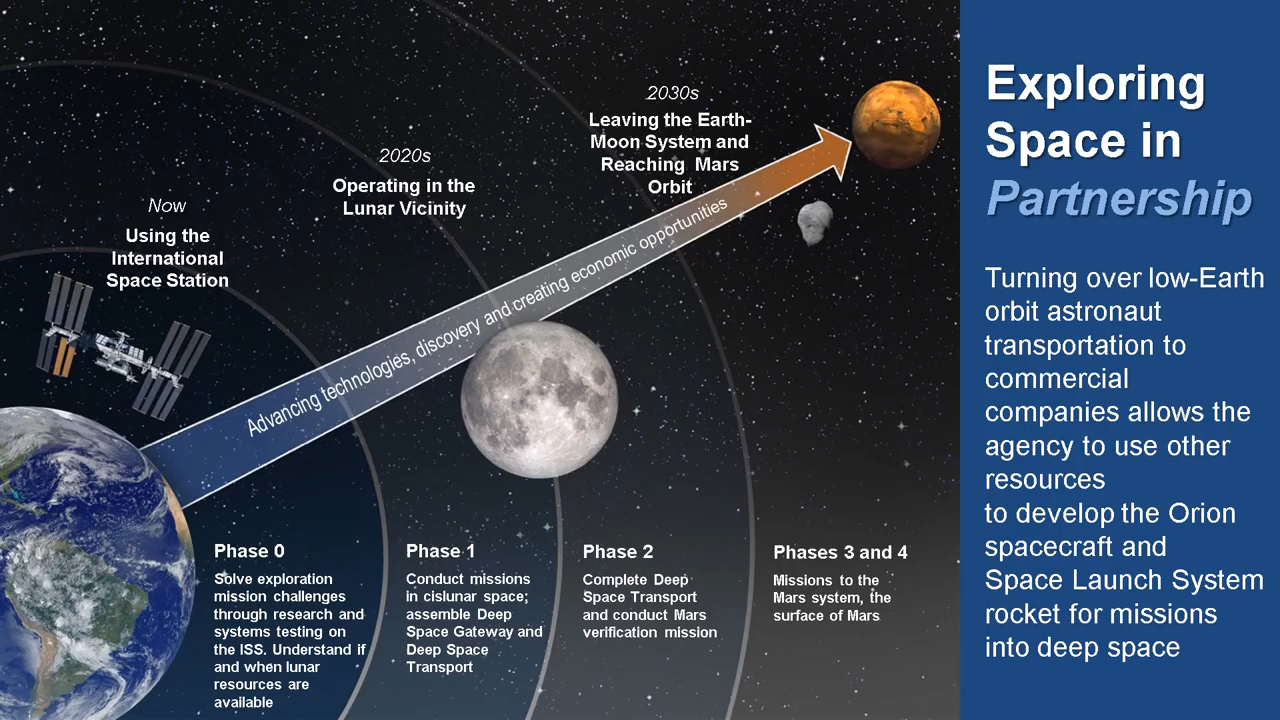 Now
Using the
International
Space Station
2020s
Operating in the
Lunar Vicinity
2030s
Leaving the Earth-
Moon System and
Reaching Mars
Orbit
Advancing technologies, discovery and creating economic opportunities
Phase 0
Solve exploration
mission challenges
through research and
systems testing on
the ISS. Understand if
and when lunar
resources are
available
Phase 1
Conduct missions
in cislunar space;
assemble Deep
Space Gateway and
Deep Space
Transport
Phase 2
Complete Deep
Space Transport
and conduct Mars
verification mission
Phases 3 and 4
Missions to the
Mars system, the
surface of Mars
Exploring
Space in
Partnership
Turning over low-Earth
orbit astronaut
transportation to
commercial
companies allows the
agency to use other
resources
to develop the Orion
spacecraft and
Space Launch System
rocket for missions
into deep space